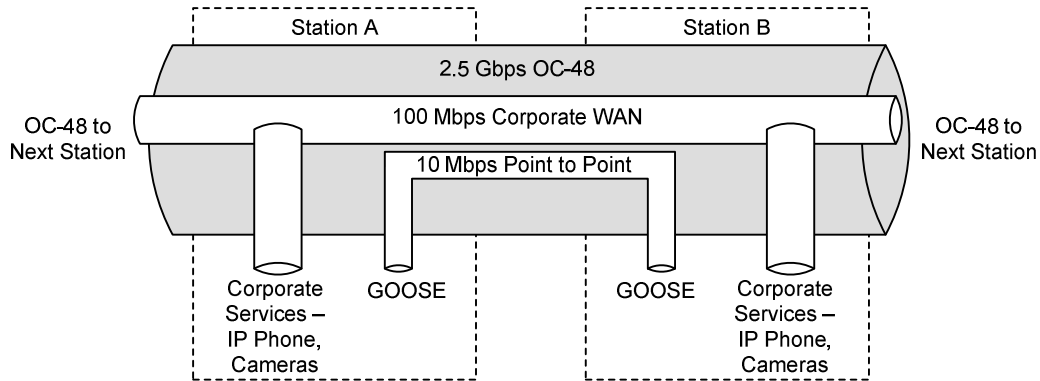 Station A
Station B
2.5 Gbps OC-48
100 Mbps Corporate WAN
OC-48 to
Next Station
OC-48 to
Next Station
10 Mbps Point to Point
Corporate
Services –
IP Phone,
Cameras
GOOSE
GOOSE
Corporate
Services –
IP Phone,
Cameras